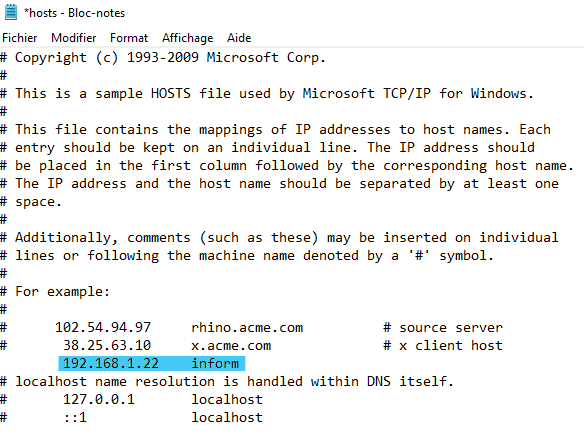 *hosts - Bloc-notes
Fichier Modifier Format Affichage Aide
# Copyright (c) 1993-2009 Microsoft Corp.
#
# This is a sample HOSTS file used by Microsoft TCP/IP for Windows.
#
# This file contains the mappings of IP addresses to host names. Each
# entry should be kept on an individual line. The IP address should
# be placed in the first column followed by the corresponding host name.
# The IP address and the host name should be separated by at least one
# space.
#
# Additionally, comments (such as these) may be inserted on individual
# lines or following the machine name denoted by a '#' symbol.
#
# For example:
#
#      102.54.94.97     rhino.acme.com          # source server
#       38.25.63.10     x.acme.com              # x client host
        192.168.1.22    inform
# localhost name resolution is handled within DNS itself.
#       127.0.0.1       localhost
#       ::1             localhost